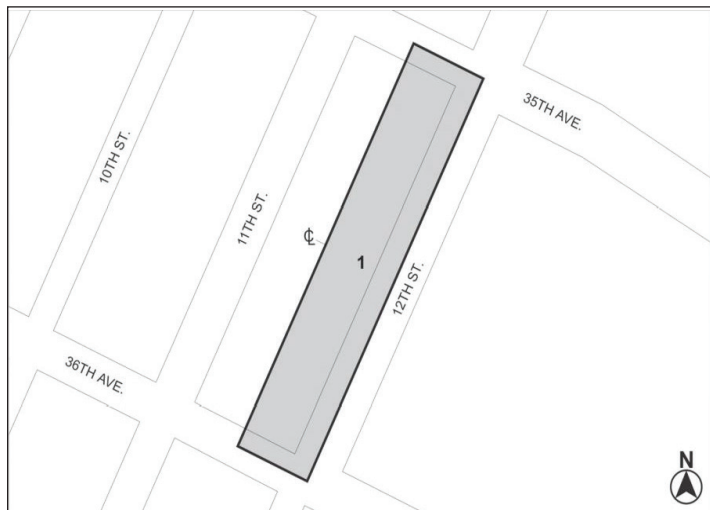 35TH AVE.
10TH ST.
11TH ST.
℄
1
12TH ST.
36TH AVE.
N